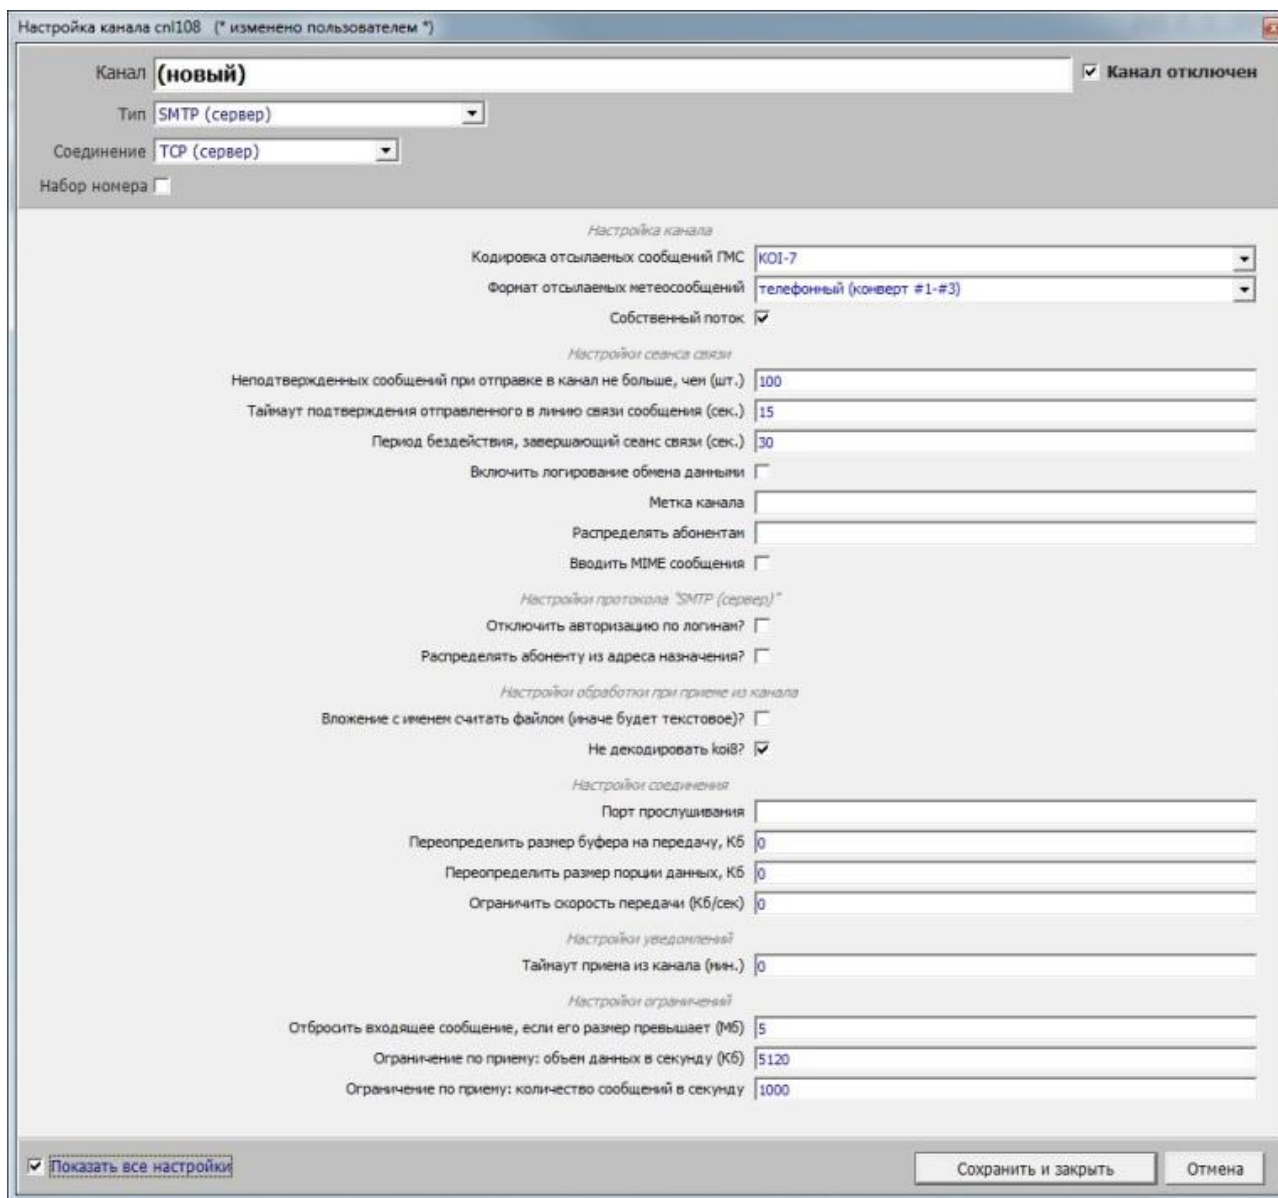 Настройка канала cnl108 (* изменено пользователем *)
Канал (новый) Канал отключен
Тип SMTP (сервер)
Соединение TCP (сервер)
Набор номера
Настройка канала
Кодировка отсылаемых сообщений ГМС KOI-7
Формат отсылаемых метеосообщений телефонный (конверт #1-#3)
Собственный поток
Настройки сеанса связи
Неподтвержденных сообщений при отправке в канал не больше, чем (шт.) 100
Таймаут подтверждения отправленного в линию связи сообщения (сек.) 15
Период бездействия, завершающий сеанс связи (сек.) 30
Включить логирование обмена данными
Метка канала
Распределять абонентам
Вводить MIME сообщения
Настройки протокола "SMTP (сервер)"
Отключить авторизацию по логинам?
Распределять абоненту из адреса назначения?
Настройки обработки при приеме из канала
Вложение с именем считать файлом (иначе будет текстовое)?
Не декодировать koi8?
Настройки соединения
Порт прослушивания
Переопределить размер буфера на передачу, Кб 0
Переопределить размер порции данных, Кб 0
Ограничить скорость передачи (Кб/сек) 0
Настройки уведомлений
Таймаут приема из канала (мин.) 0
Настройки ограничений
Отбросить входящее сообщение, если его размер превышает (Мб) 5
Ограничение по приему: объем данных в секунду (Кб) 5120
Ограничение по приему: количество сообщений в секунду 1000
Показать все настройки Сохранить и закрыть Отмена